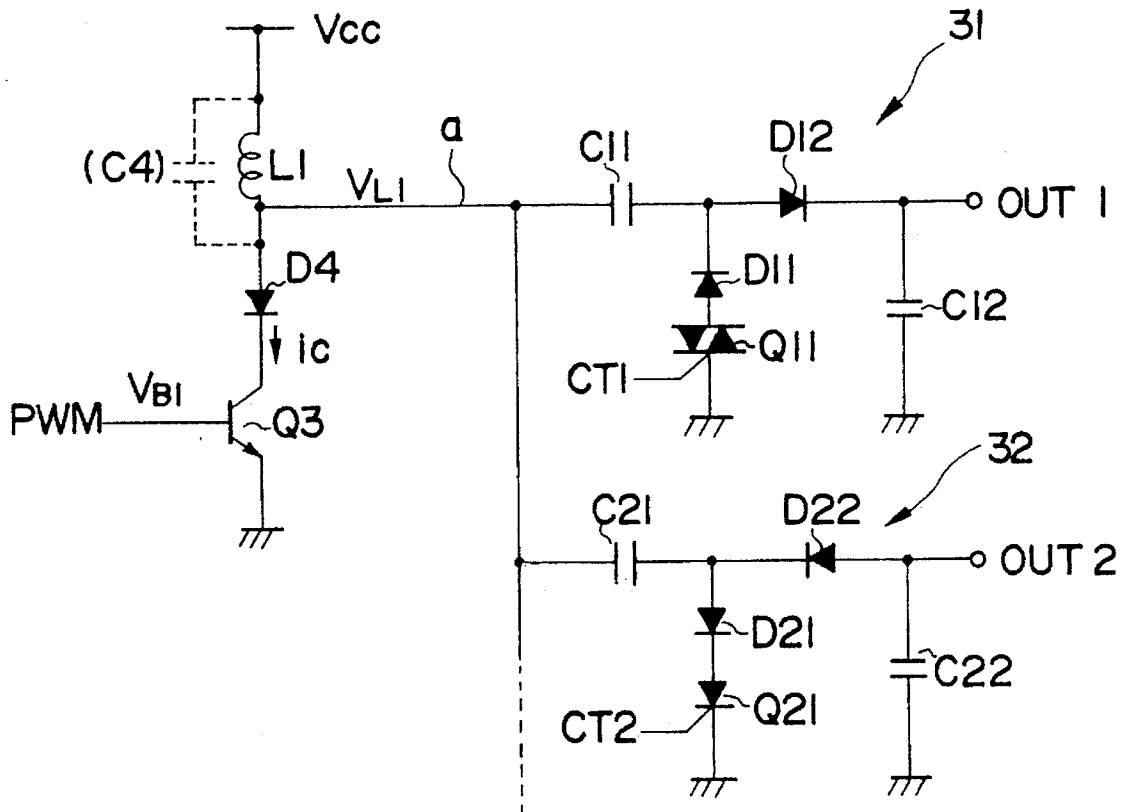 Vcc
31
a
C11
D12
(C4)
L1
VL1
OUT 1
D4
D11
C12
ic
Q11
CT1
VB1
PWM
Q3
32
C21
D22
OUT 2
D21
C22
Q21
CT2